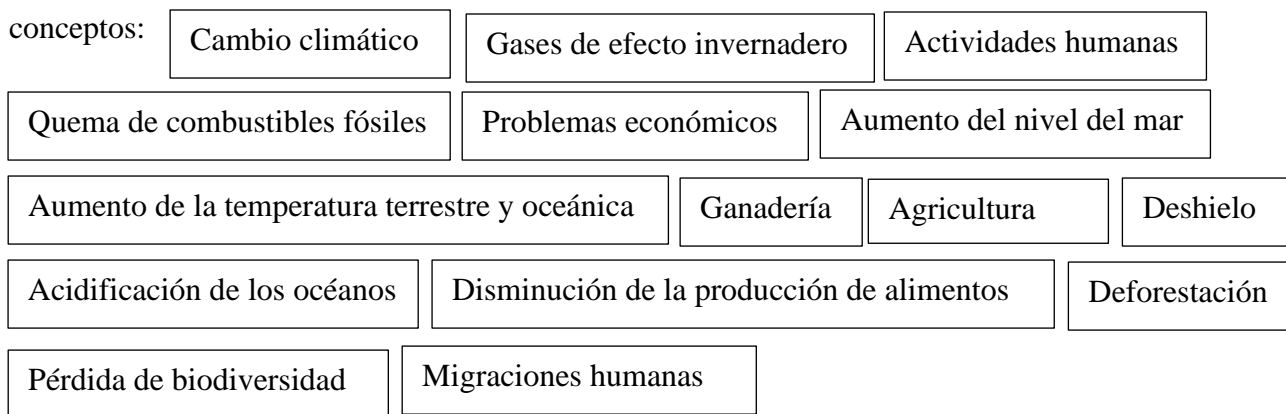 conceptos: Cambio climático Gases de efecto invernadero Actividades humanas
Quema de combustibles fósiles Problemas económicos Aumento del nivel del mar
Aumento de la temperatura terrestre y oceánica Ganadería Agricultura Deshielo
Acidificación de los océanos Disminución de la producción de alimentos Deforestación
Pérdida de biodiversidad Migraciones humanas